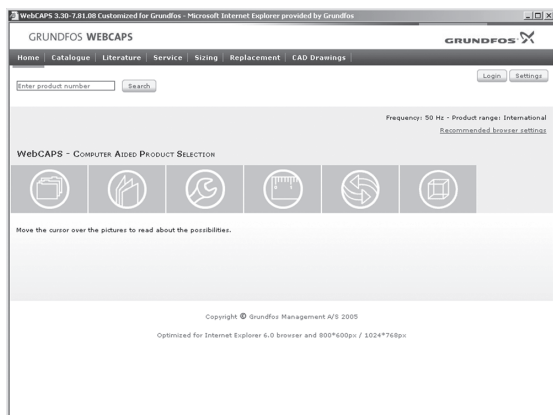 WebCAPS 3.30-7.81.08 Customized for Grundfos - Microsoft Internet Explorer provided by Grundfos
GRUNDFOS WEBCAPS
GRUNDFOS
Home Catalogue Literature Service Sizing Replacement CAD Drawings
Login Settings
Enter product number Search
Frequency: 50 Hz - Product range: International
Recommended browser settings
WebCAPS - Computer Aided Product Selection
Move the cursor over the pictures to read about the possibilities.
Copyright © Grundfos Management A/S 2005
Optimized for Internet Explorer 6.0 browser and 800*600px / 1024*768px